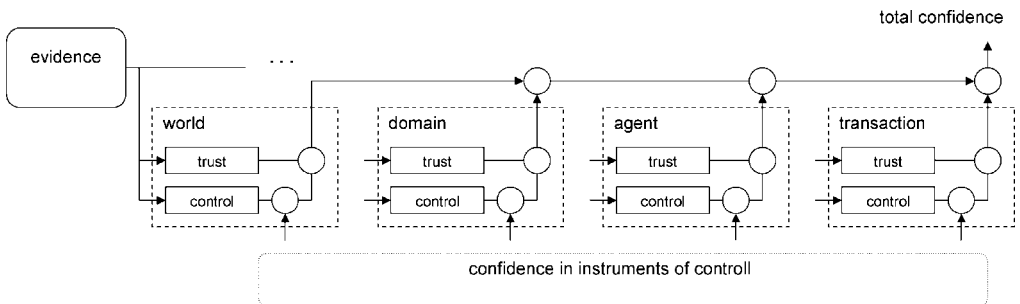 total confidence
evidence
. . .
world
domain
agent
transaction
trust
trust
trust
trust
control
control
control
control
confidence in instruments of controll